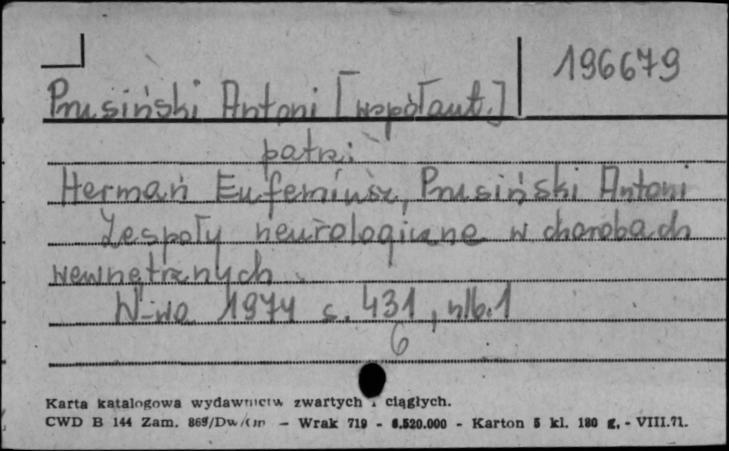 196679
Prusiński Antoni [współaut.]
patrz:
Herman Eufemiusz, Prusiński Antoni
Zespoły neurologiczne w chorobach
wewnętrznych.
W-wa 1974 s. 431, nlb. 1
6
Karta katalogowa wydawnictw zwartych i ciągłych.
CWD B 144 Zam. 869/Dw/ - Wrak 719 - 6.520.000 - Karton 5 kl. 180 g. - VIII.71.